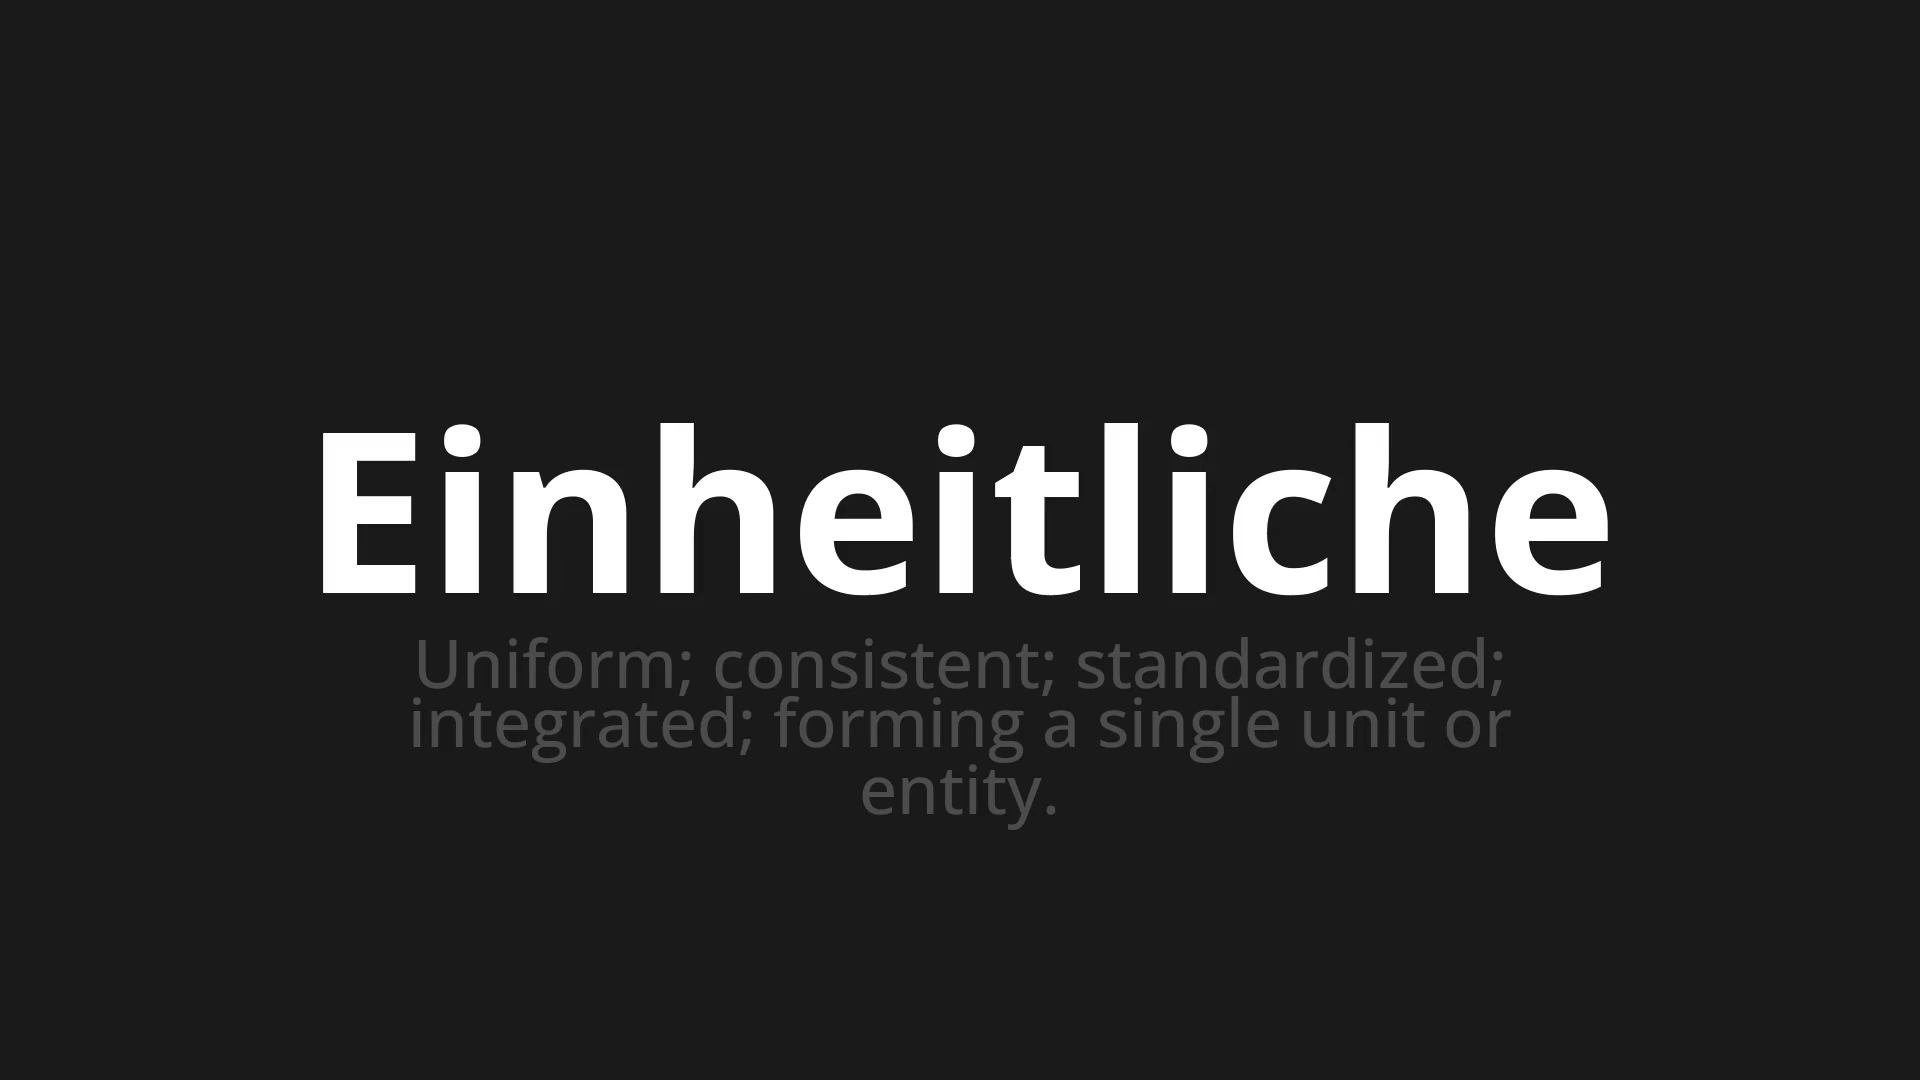 Einheitliche
Uniform; consistent; standardized;
integrated; forming a single unit or
entity.